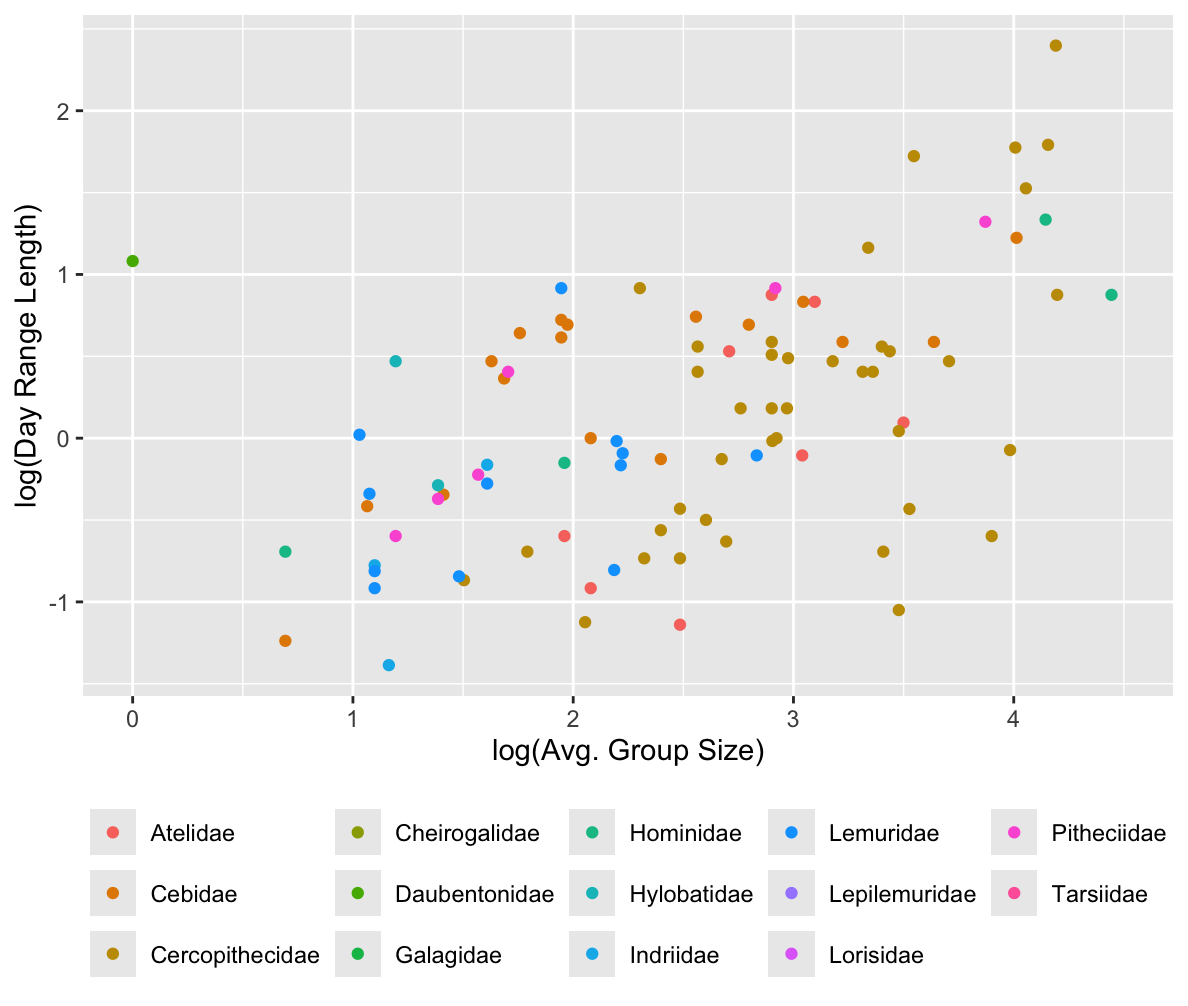 2
1
0
-1
log(Day Range Length)
0 1 2 3 4
log(Avg. Group Size)
Atelidae Cheirogalidae Hominidae Lemuridae Pitheciidae
Cebidae Daubentonidae Hylobatidae Lepilemuridae Tarsiidae
Cercopithecidae Galagidae Indriidae Lorisidae